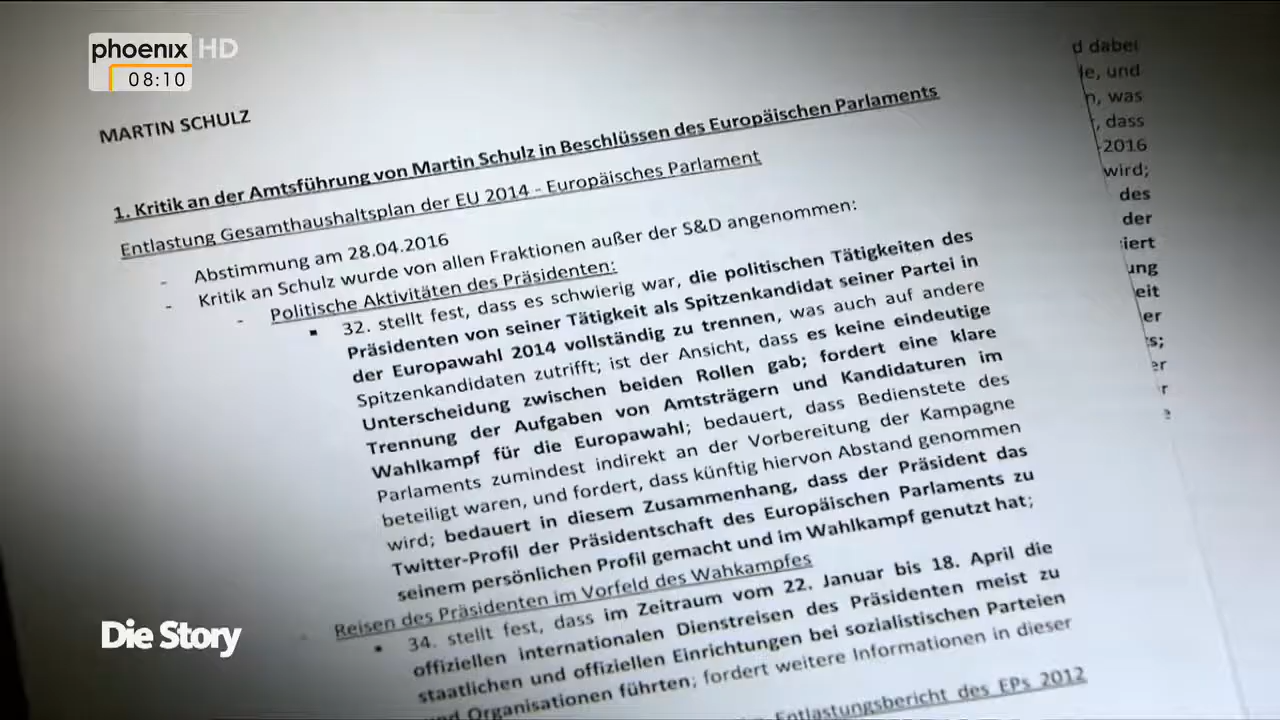 phoenix HD
08:10
MARTIN SCHULZ
1. Kritik an der Amtsführung von Martin Schulz in Beschlüssen des Europäischen Parlaments
Entlastung Gesamthaushaltsplan der EU 2014 - Europäisches Parlament
- Abstimmung am 28.04.2016
- Kritik an Schulz wurde von allen Fraktionen außer der S&D angenommen:
- Politische Aktivitäten des Präsidenten:
▪ 32. stellt fest, dass es schwierig war, die politischen Tätigkeiten des
Präsidenten von seiner Tätigkeit als Spitzenkandidat seiner Partei in
der Europawahl 2014 vollständig zu trennen, was auch auf andere
Spitzenkandidaten zutrifft; ist der Ansicht, dass es keine eindeutige
Unterscheidung zwischen beiden Rollen gab; fordert eine klare
Trennung der Aufgaben von Amtsträgern und Kandidaturen im
Wahlkampf für die Europawahl; bedauert, dass Bedienstete des
Parlaments zumindest indirekt an der Vorbereitung der Kampagne
beteiligt waren, und fordert, dass künftig hiervon Abstand genommen
wird; bedauert in diesem Zusammenhang, dass der Präsident das
Twitter-Profil der Präsidentschaft des Europäischen Parlaments zu
seinem persönlichen Profil gemacht und im Wahlkampf genutzt hat;
- Reisen des Präsidenten im Vorfeld des Wahkampfes
▪ 34. stellt fest, dass im Zeitraum vom 22. Januar bis 18. April die
offiziellen internationalen Dienstreisen des Präsidenten meist zu
staatlichen und offiziellen Einrichtungen bei sozialistischen Parteien
und Organisationen führten; fordert weitere Informationen in dieser
Entlastungsbericht des EPs 2012
dabei
und
was
dass
2016
wird;
des
der
Die Story